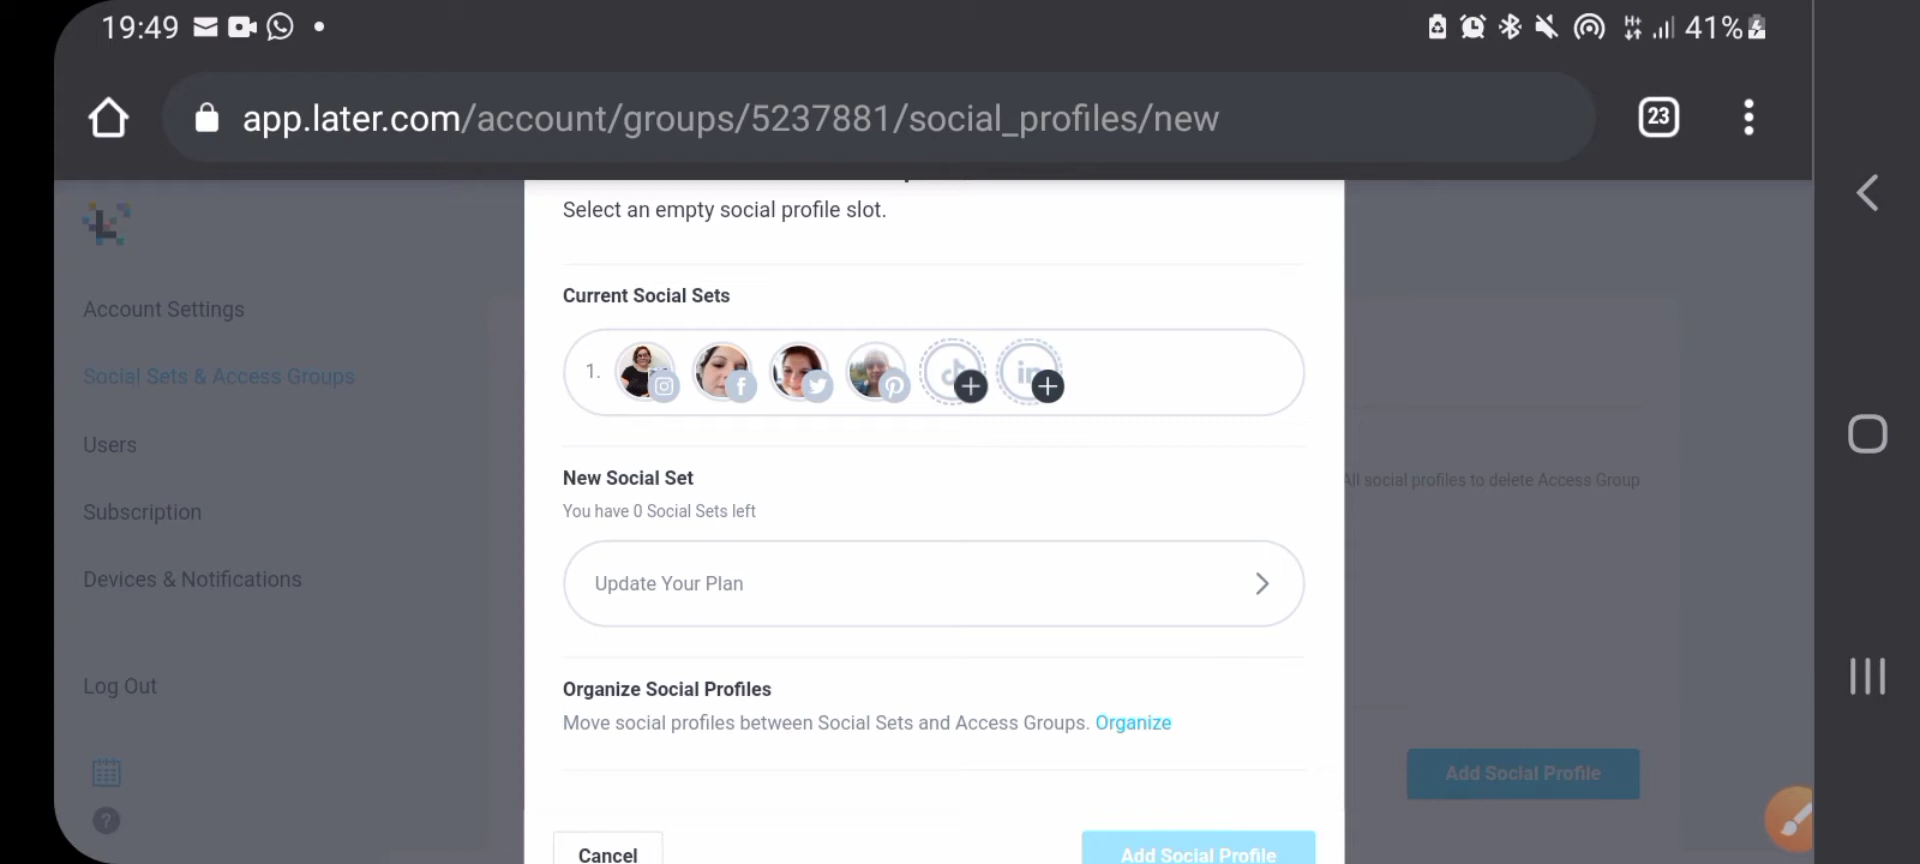 19:49
41%
app.later.com/account/groups/5237881/social_profiles/new
23
Select an empty social profile slot.
Account Settings
Current Social Sets
Social Sets & Access Groups
1.
in
Users
New Social Set
All social profiles to delete Access Group
You have 0 Social Sets left
Subscription
Update Your Plan
Devices & Notifications
Log Out
Organize Social Profiles
Move social profiles between Social Sets and Access Groups. Organize
Add Social Profile
Cancel
Add Social Profile